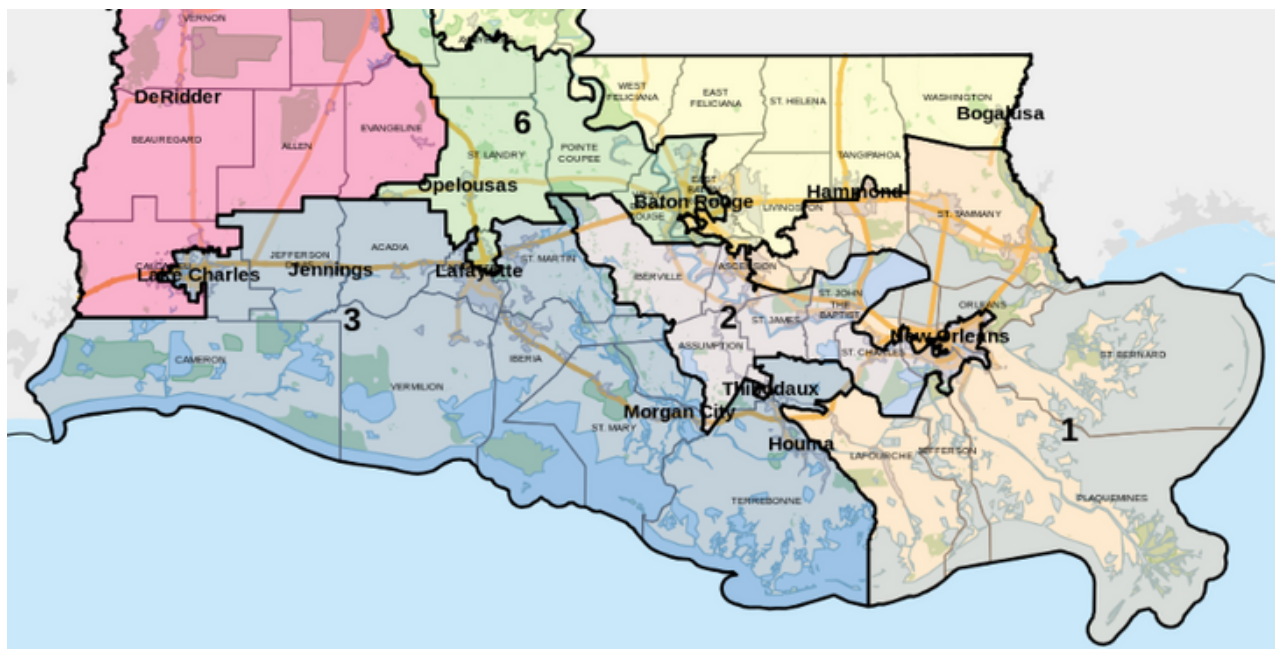 VERNON
DeRidder
BEAUREGARD
ALLEN
EVANGELINE
6
ST. LANDRY
POINTE
COUPEE
WEST
FELICIANA
EAST
FELICIANA
ST. HELENA
WASHINGTON
Bogalusa
TANGIPAHOA
Opelousas
EAST
Baton Rouge
ROUGE
Hammond
LIVINGSTON
ST. TAMMANY
Lake Charles
JEFFERSON
Jennings
ACADIA
Lafayette
ST. MARTIN
IBERVILLE
ASCENSION
ST. JOHN
THE
BAPTIST
ORLEANS
3
2
ST. JAMES
New Orleans
CAMERON
VERMILION
IBERIA
ASSUMPTION
ST. CHARLES
ST. BERNARD
Thibodaux
Morgan City
ST. MARY
Houma
1
LAFOURCHE
JEFFERSON
TERREBONNE
PLAQUEMINES